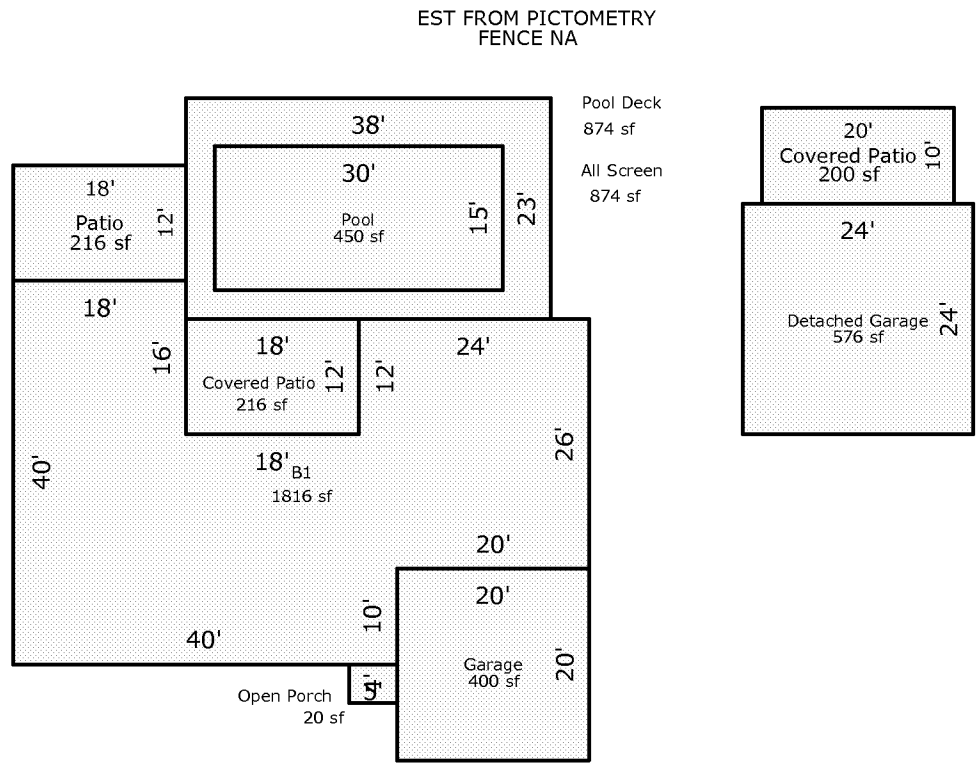 EST FROM PICTOMETRY
FENCE NA
Pool Deck
874 sf
All Screen
874 sf
38'
23'
30'
15'
Pool
450 sf
18'
12'
Patio
216 sf
20'
10'
Covered Patio
200 sf
24'
24'
Detached Garage
576 sf
18'
16'
18'
12'
Covered Patio
216 sf
12'
24'
26'
40'
18'
B1
1816 sf
20'
10'
40'
20'
20'
Garage
400 sf
4'
5'
Open Porch
20 sf